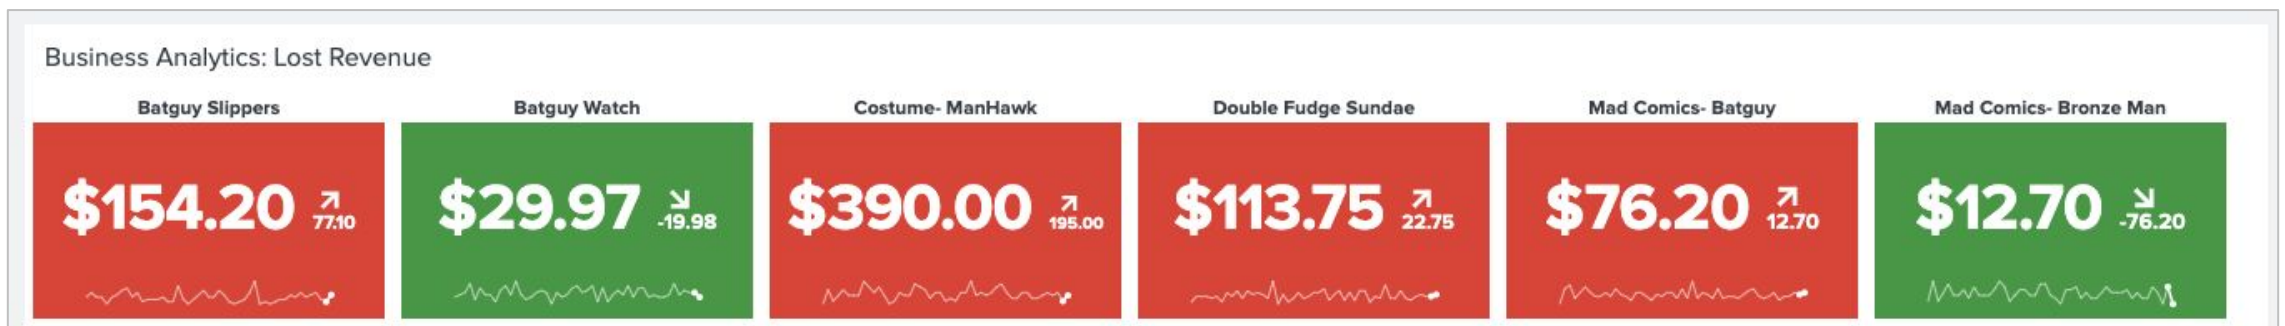 Business Analytics: Lost Revenue
Batguy Slippers
Batguy Watch
Costume- ManHawk
Double Fudge Sundae
Mad Comics- Batguy
Mad Comics- Bronze Man
$154.20
77.10
$29.97
-19.98
$390.00
195.00
$113.75
22.75
$76.20
12.70
$12.70
-76.20